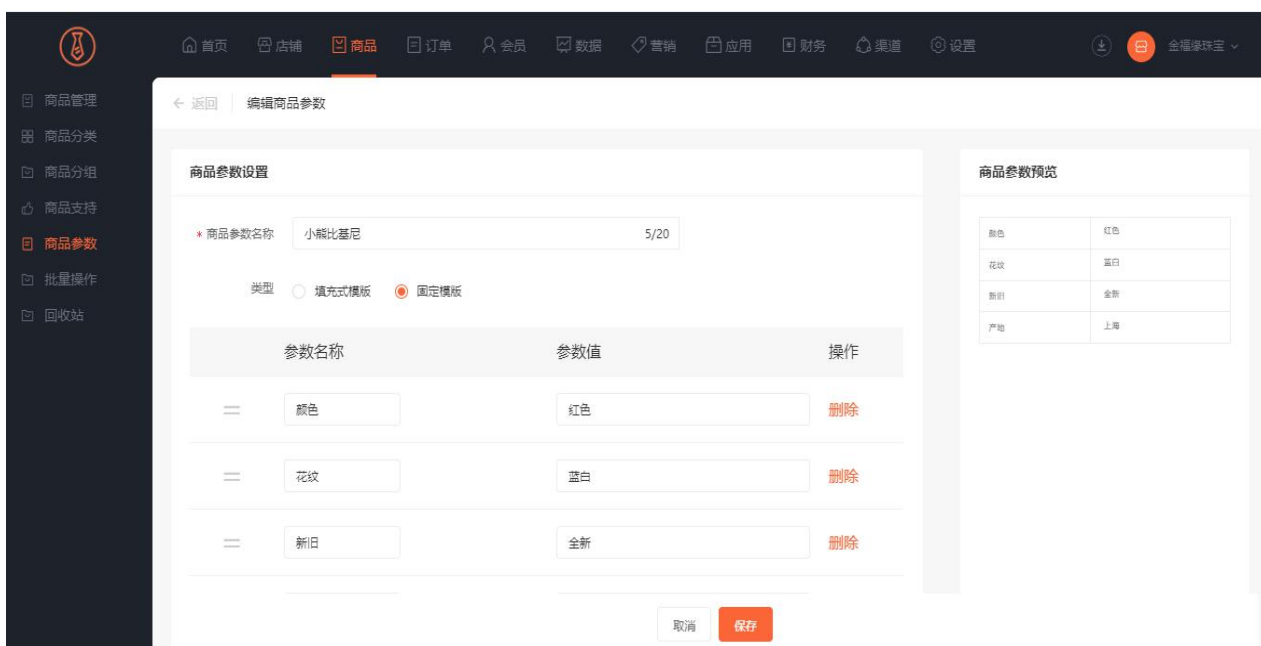 首页 店铺 商品 订单 会员 数据 营销 应用 财务 渠道 设置 金福缘珠宝
商品管理
商品分类
商品分组
商品支持
商品参数
批量操作
回收站
返回 编辑商品参数
商品参数设置
* 商品参数名称 小熊比基尼 5/20
类型 填充式模版 固定模版
参数名称 参数值 操作
颜色 红色 删除
花纹 蓝白 删除
新旧 全新 删除
取消 保存
商品参数预览
颜色 红色
花纹 蓝白
新旧 全新
产地 上海